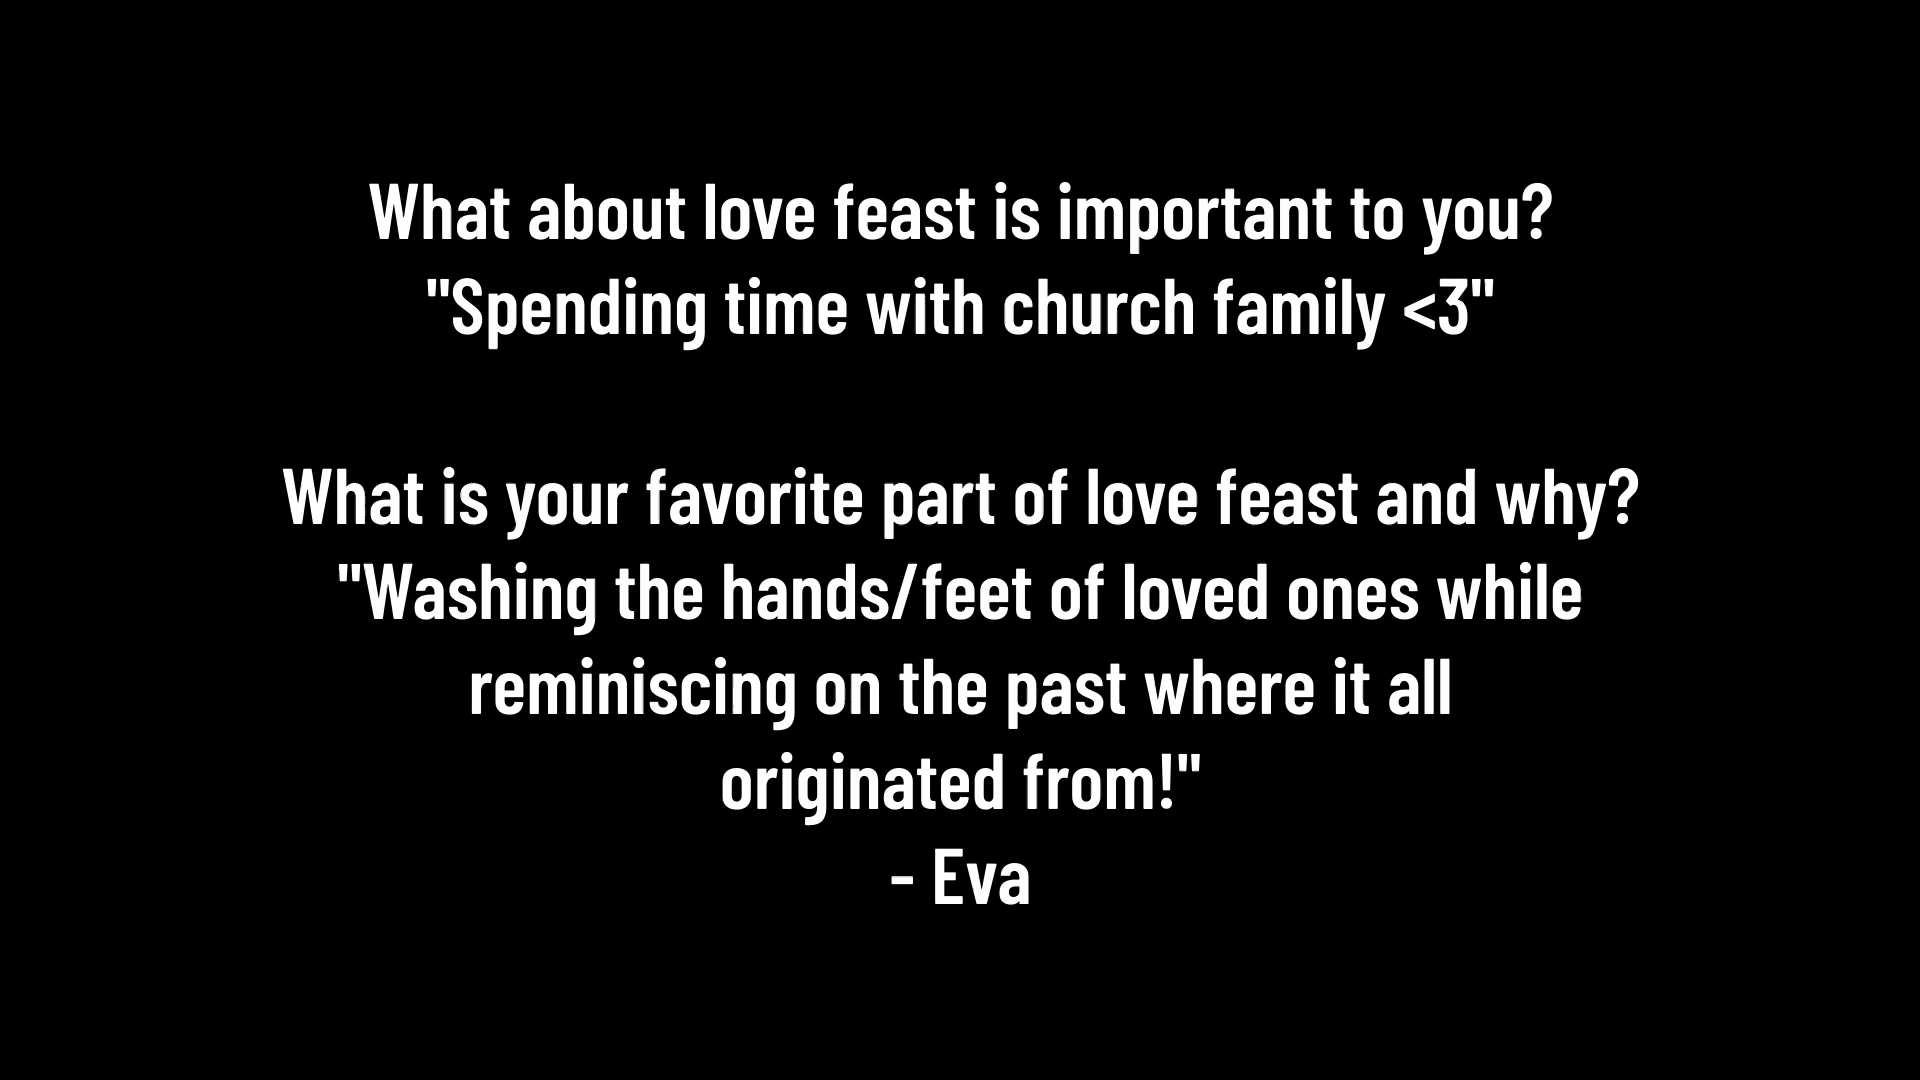 What about love feast is important to you?
"Spending time with church family <3"
What is your favorite part of love feast and why?
"Washing the hands/feet of loved ones while
reminiscing on the past where it all
originated from!"
- Eva